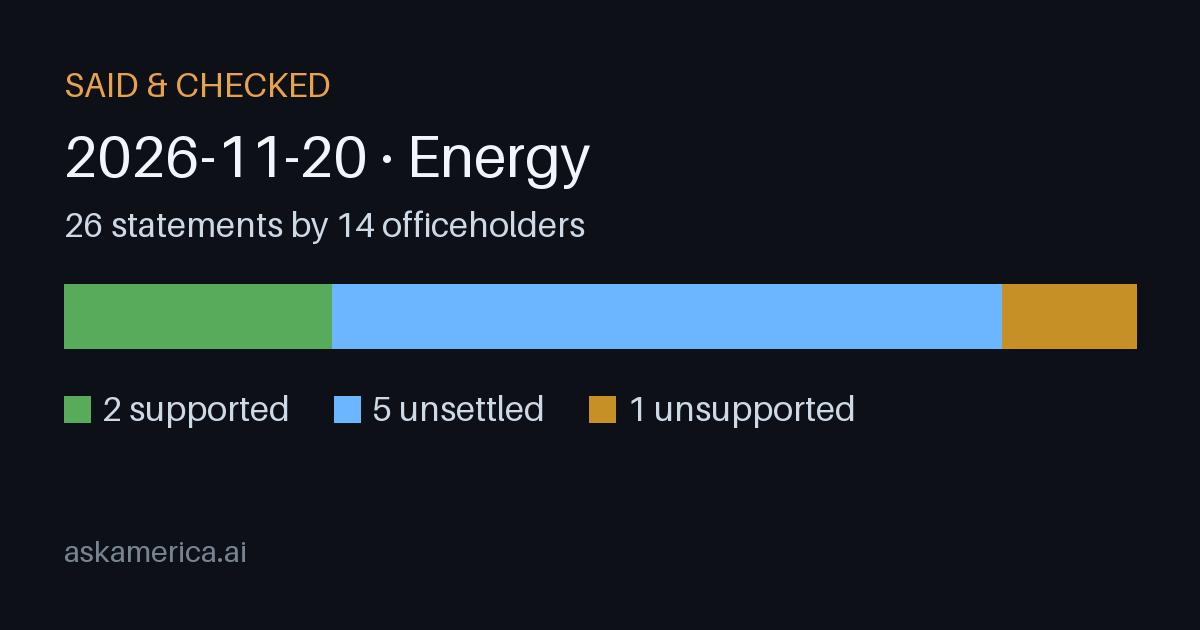 SAID & CHECKED
2026-11-20 · Energy
26 statements by 14 officeholders
2 supported 5 unsettled 1 unsupported
askamerica.ai